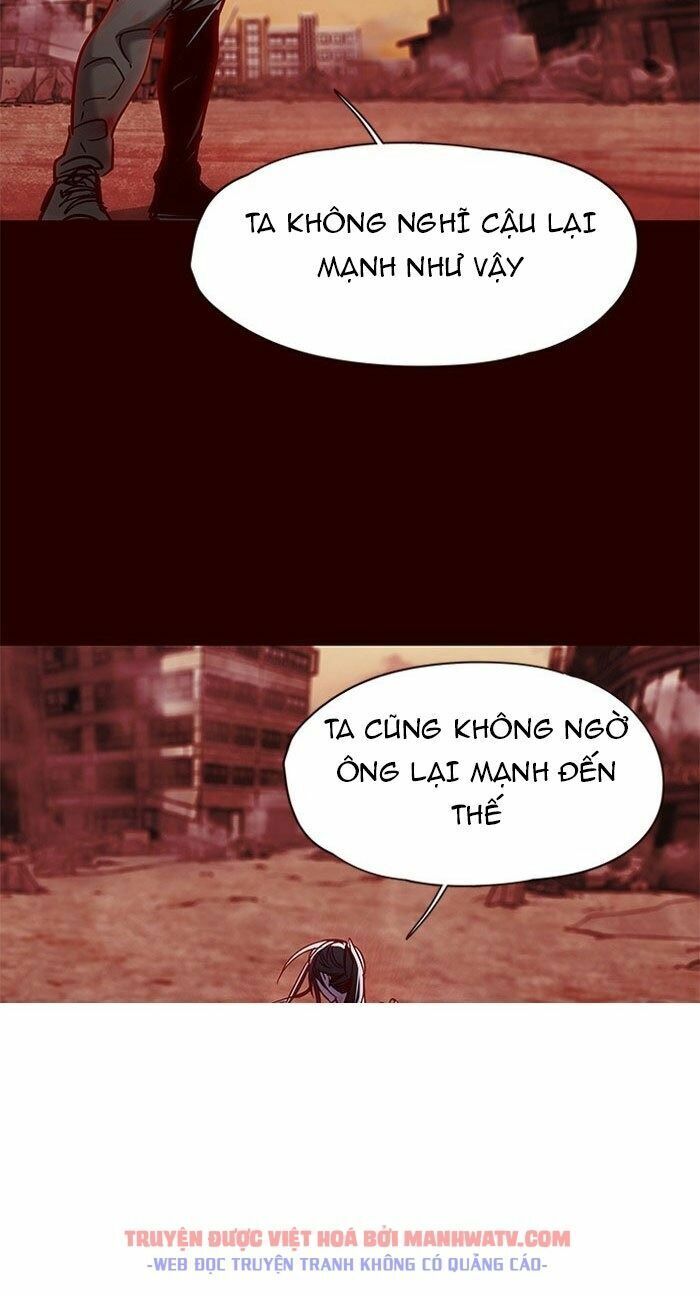 TA KHÔNG NGHĨ CẬU LẠI
MẠNH NHƯ VẬY
TA CŨNG KHÔNG NGỜ
ÔNG LẠI MẠNH ĐẾN
THẾ
TRUYỆN ĐƯỢC VIỆT HOÁ BỞI MANHWATV.COM
-WEB ĐỌC TRUYỆN TRANH KHÔNG CÓ QUẢNG CÁO-